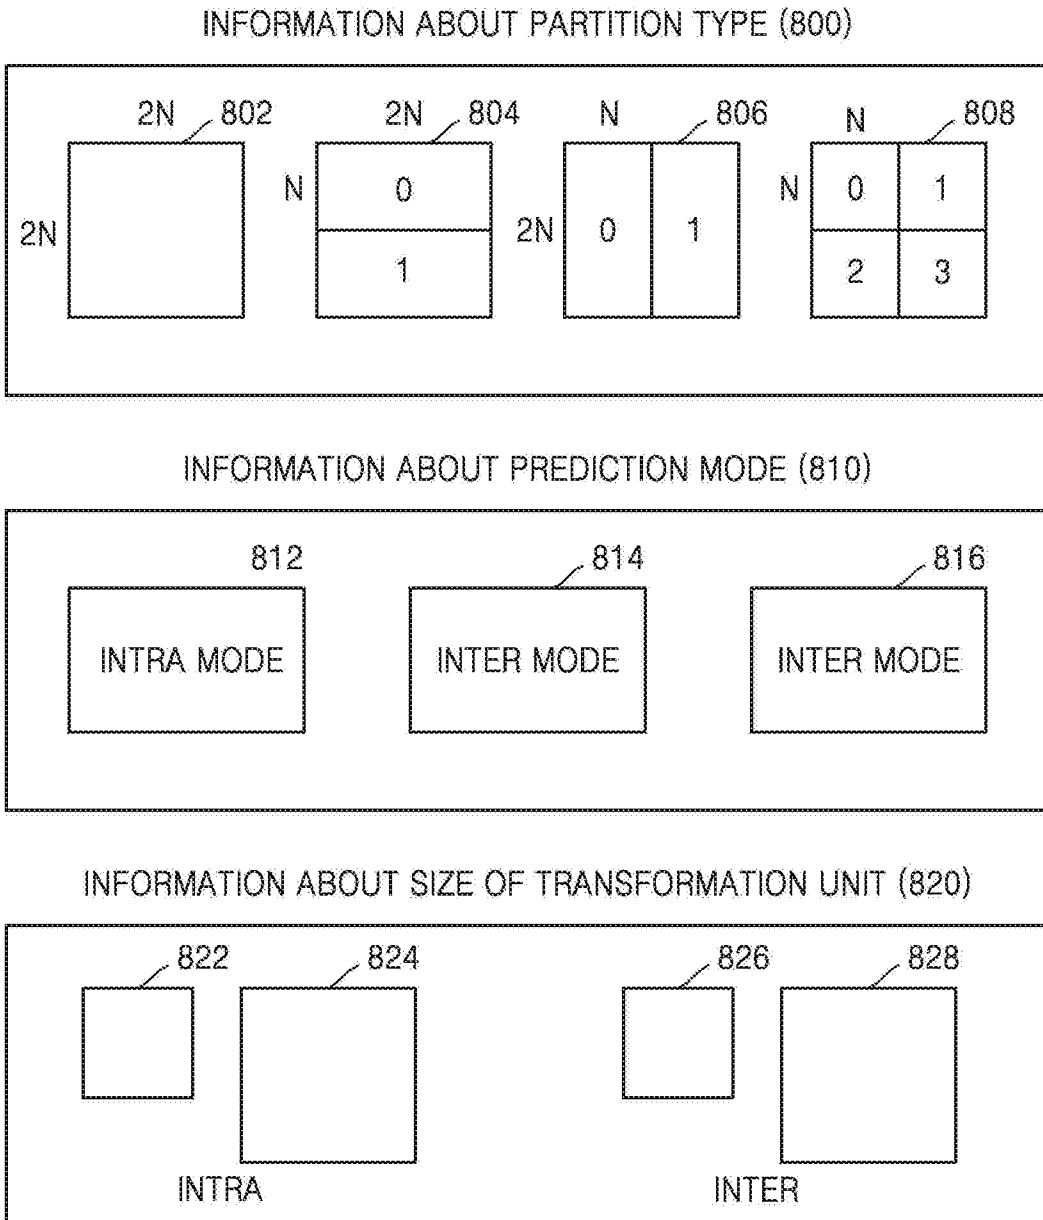 INFORMATION ABOUT PARTITION TYPE (800)
2N 802 2N 804 N 806 N 808
2N N 0 1 2N 0 1 N 0 1 2 3
INFORMATION ABOUT PREDICTION MODE (810)
812 814 816
INTRA MODE INTER MODE INTER MODE
INFORMATION ABOUT SIZE OF TRANSFORMATION UNIT (820)
822 824 826 828
INTRA INTER